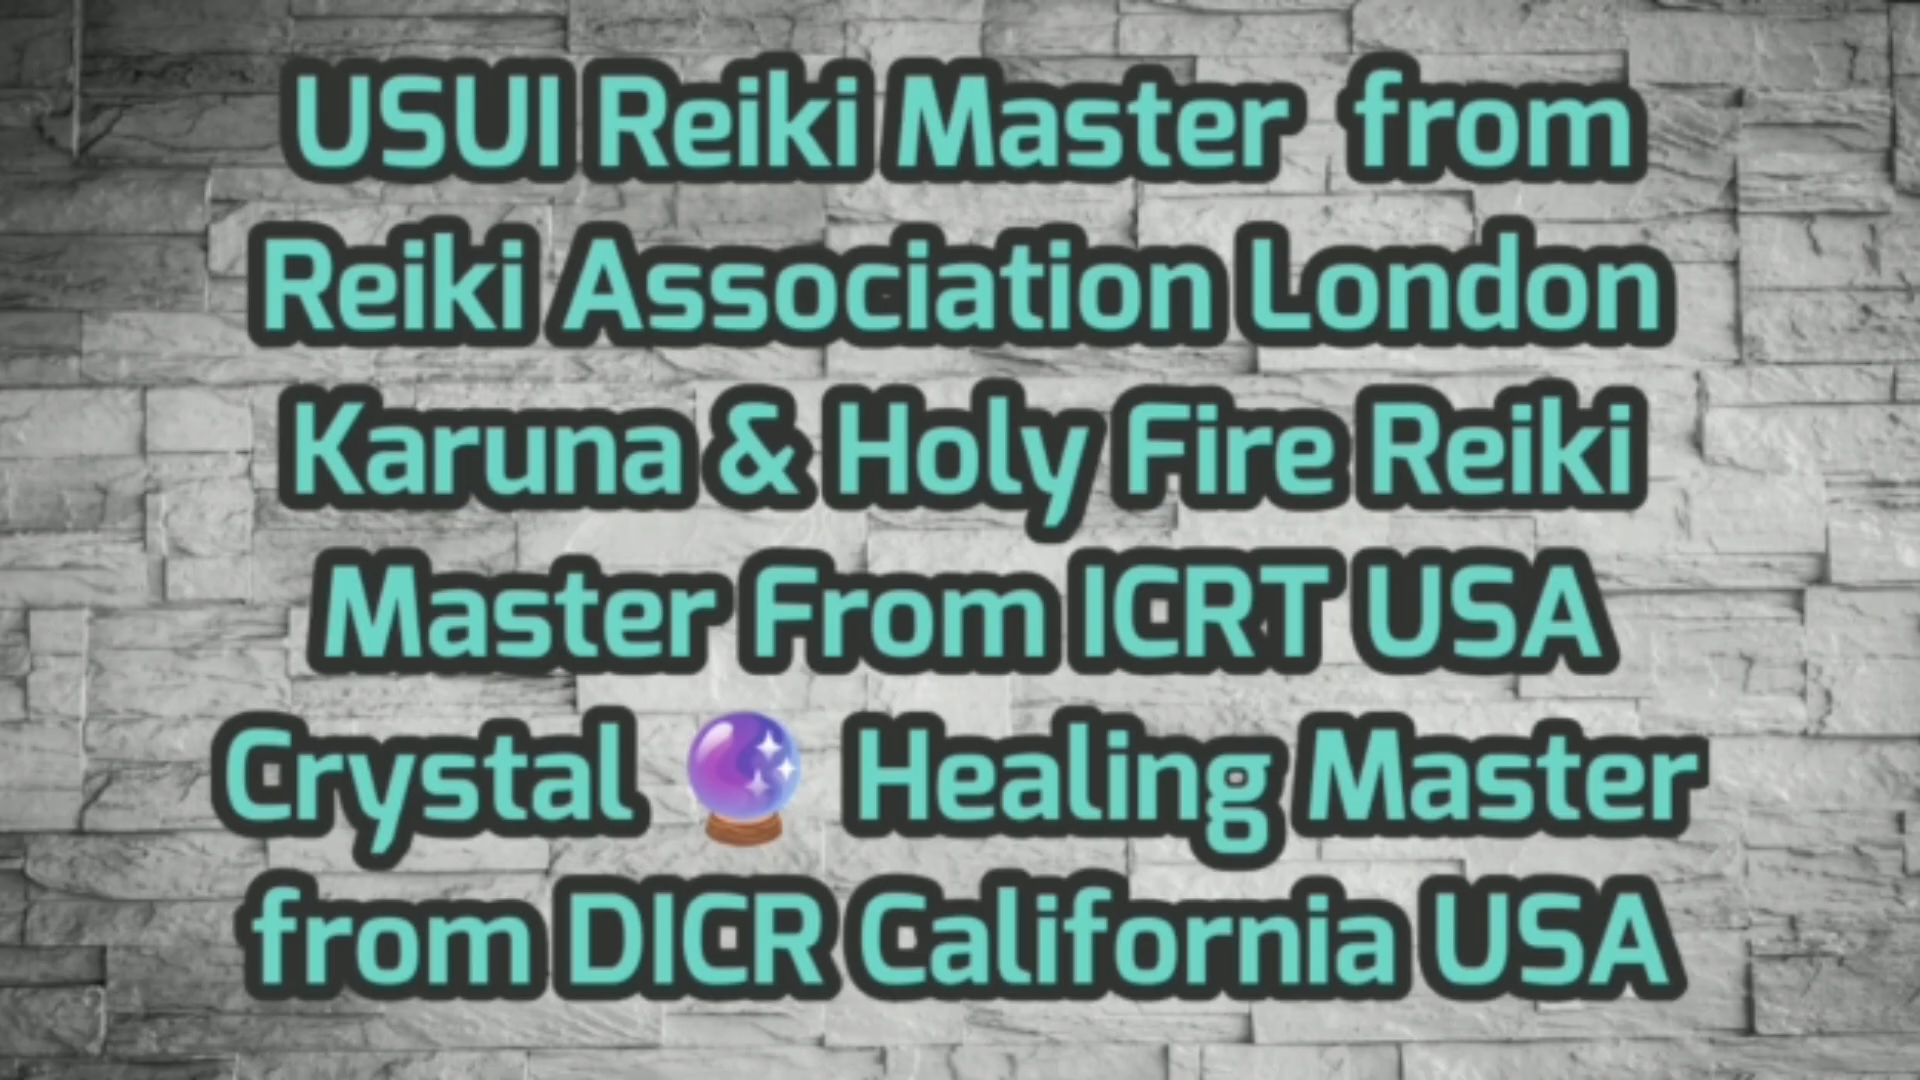 USUI Reiki Master from
Reiki Association London
Karuna & Holy Fire Reiki
Master From ICRT USA
Crystal 🔮 Healing Master
from DICR California USA